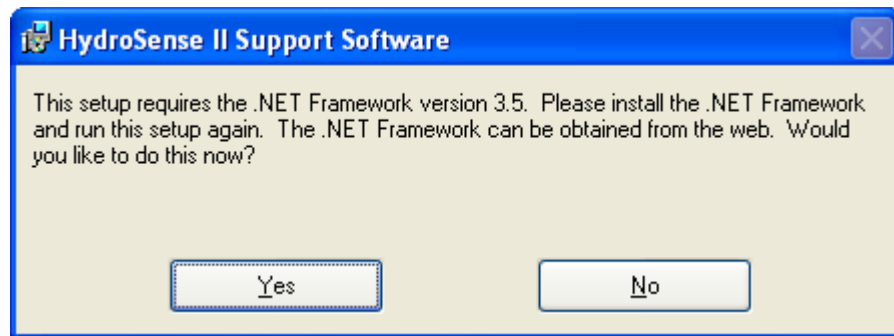 HydroSense II Support Software
This setup requires the .NET Framework version 3.5.  Please install the .NET Framework
and run this setup again.  The .NET Framework can be obtained from the web.  Would
you like to do this now?
Yes
No